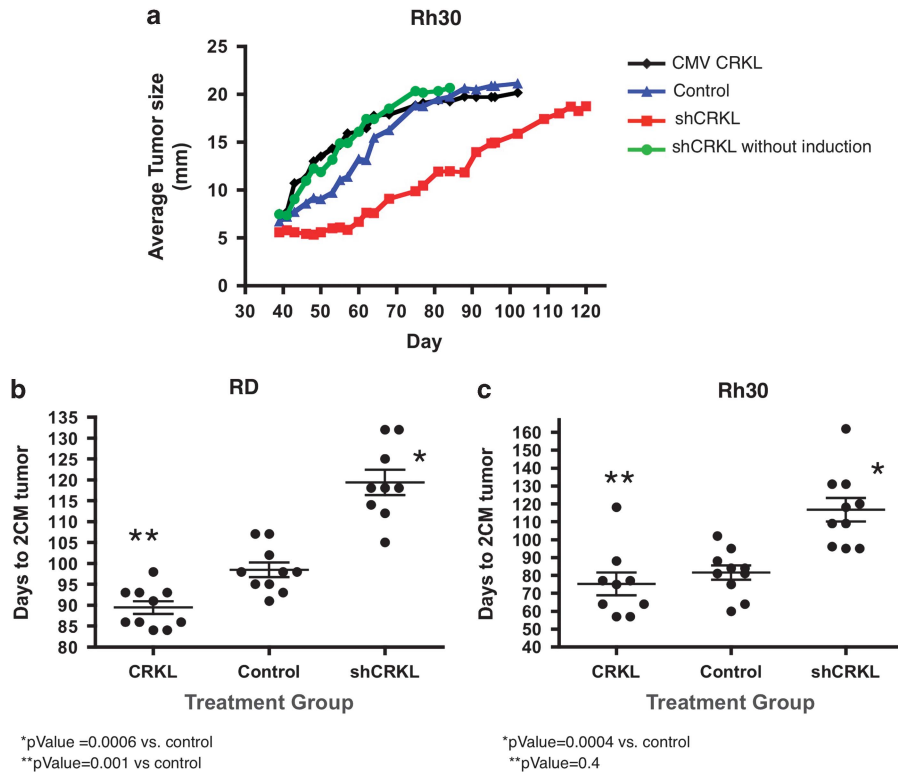 a
Rh30
Average Tumor size
(mm)
25
20
15
10
5
0
30 40 50 60 70 80 90 100 110 120
Day
CMV CRKL
Control
shCRKL
shCRKL without induction
b
RD
Days to 2CM tumor
135
135
125
120
115
110
105
100
95
90
85
80
**
*
CRKL Control shCRKL
Treatment Group
*pValue =0.0006 vs. control
**pValue=0.001 vs control
c
Rh30
Days to 2CM tumor
160
150
140
130
120
110
100
90
80
70
60
50
40
**
*
CRKL Control shCRKL
Treatment Group
*pValue=0.0004 vs. control
**pValue=0.4